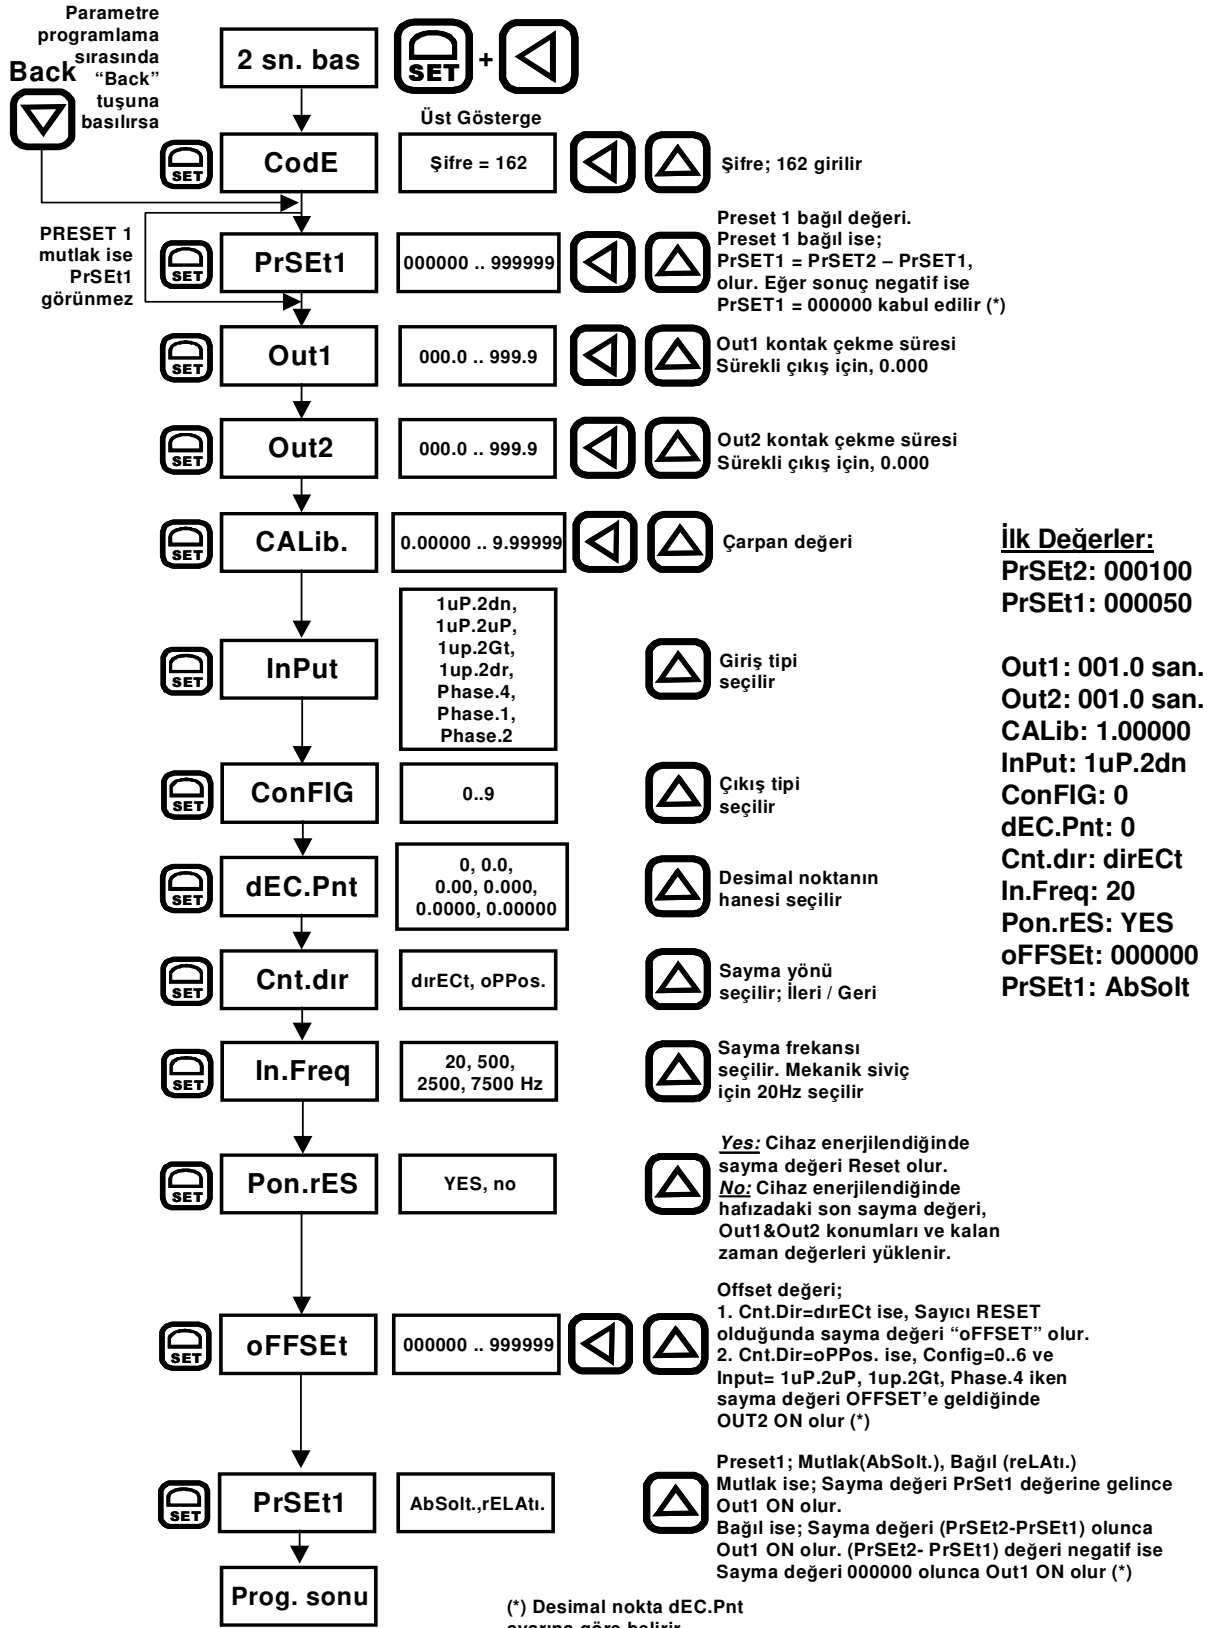 Parametre
programlama
sırasında
Back “Back”
tuşuna
basılırsa
2 sn. bas
SET
+
Üst Gösterge
SET
CodE
Şifre = 162
Şifre; 162 girilir
PRESET 1
mutlak ise
PrSEt1
görünmez
SET
PrSEt1
000000 .. 999999
Preset 1 bağıl değeri.
Preset 1 bağıl ise;
PrSET1 = PrSET2 – PrSET1,
olur. Eğer sonuç negatif ise
PrSET1 = 000000 kabul edilir (*)
SET
Out1
000.0 .. 999.9
Out1 kontak çekme süresi
Sürekli çıkış için, 0.000
SET
Out2
000.0 .. 999.9
Out2 kontak çekme süresi
Sürekli çıkış için, 0.000
SET
CALib.
0.00000 .. 9.99999
Çarpan değeri
SET
InPut
1uP.2dn,
1uP.2uP,
1up.2Gt,
1up.2dr,
Phase.4,
Phase.1,
Phase.2
Giriş tipi
seçilir
SET
ConFIG
0..9
Çıkış tipi
seçilir
SET
dEC.Pnt
0, 0.0,
0.00, 0.000,
0.0000, 0.00000
Desimal noktanın
hanesi seçilir
SET
Cnt.dır
dırECt, oPPos.
Sayma yönü
seçilir; İleri / Geri
SET
In.Freq
20, 500,
2500, 7500 Hz
Sayma frekansı
seçilir. Mekanik siviç
için 20Hz seçilir
SET
Pon.rES
YES, no
Yes: Cihaz enerjilendiğinde
sayma değeri Reset olur.
No: Cihaz enerjilendiğinde
hafızadaki son sayma değeri,
Out1&Out2 konumları ve kalan
zaman değerleri yüklenir.
SET
oFFSEt
000000 .. 999999
Offset değeri;
1. Cnt.Dir=dırECt ise, Sayıcı RESET
olduğunda sayma değeri “oFFSET” olur.
2. Cnt.Dir=oPPos. ise, Config=0..6 ve
Input= 1uP.2uP, 1up.2Gt, Phase.4 iken
sayma değeri OFFSET’e geldiğinde
OUT2 ON olur (*)
SET
PrSEt1
AbSolt.,rELAtı.
Preset1; Mutlak(AbSolt.), Bağıl (reLAtı.)
Mutlak ise; Sayma değeri PrSet1 değerine gelince
Out1 ON olur.
Bağıl ise; Sayma değeri (PrSEt2-PrSEt1) olunca
Out1 ON olur. (PrSEt2- PrSEt1) değeri negatif ise
Sayma değeri 000000 olunca Out1 ON olur (*)
Prog. sonu
(*) Desimal nokta dEC.Pnt
ayarına göre belirir
İlk Değerler:
PrSEt2: 000100
PrSEt1: 000050
Out1: 001.0 san.
Out2: 001.0 san.
CALib: 1.00000
InPut: 1uP.2dn
ConFIG: 0
dEC.Pnt: 0
Cnt.dır: dirECt
In.Freq: 20
Pon.rES: YES
oFFSEt: 000000
PrSEt1: AbSolt